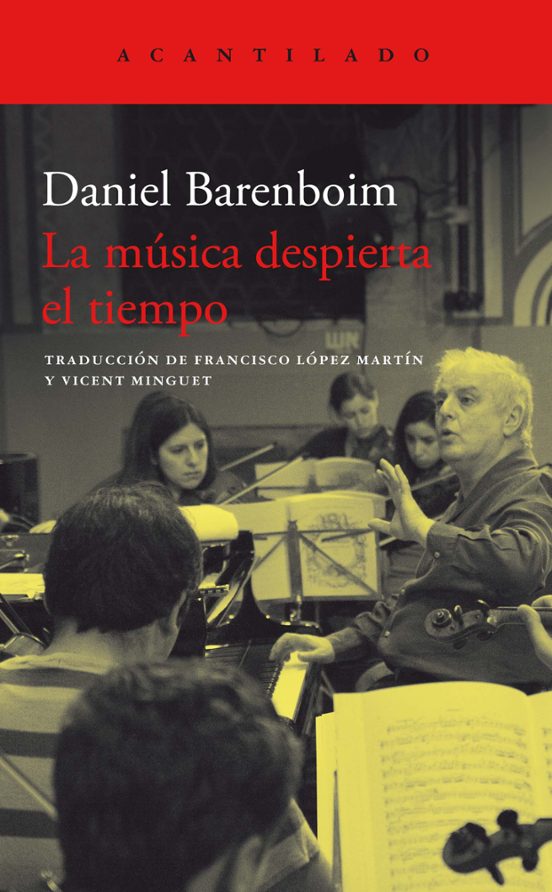 ACANTILADO
Daniel Barenboim
La música despierta
el tiempo
TRADUCCIÓN DE FRANCISCO LÓPEZ MARTÍN
Y VICENT MINGUET